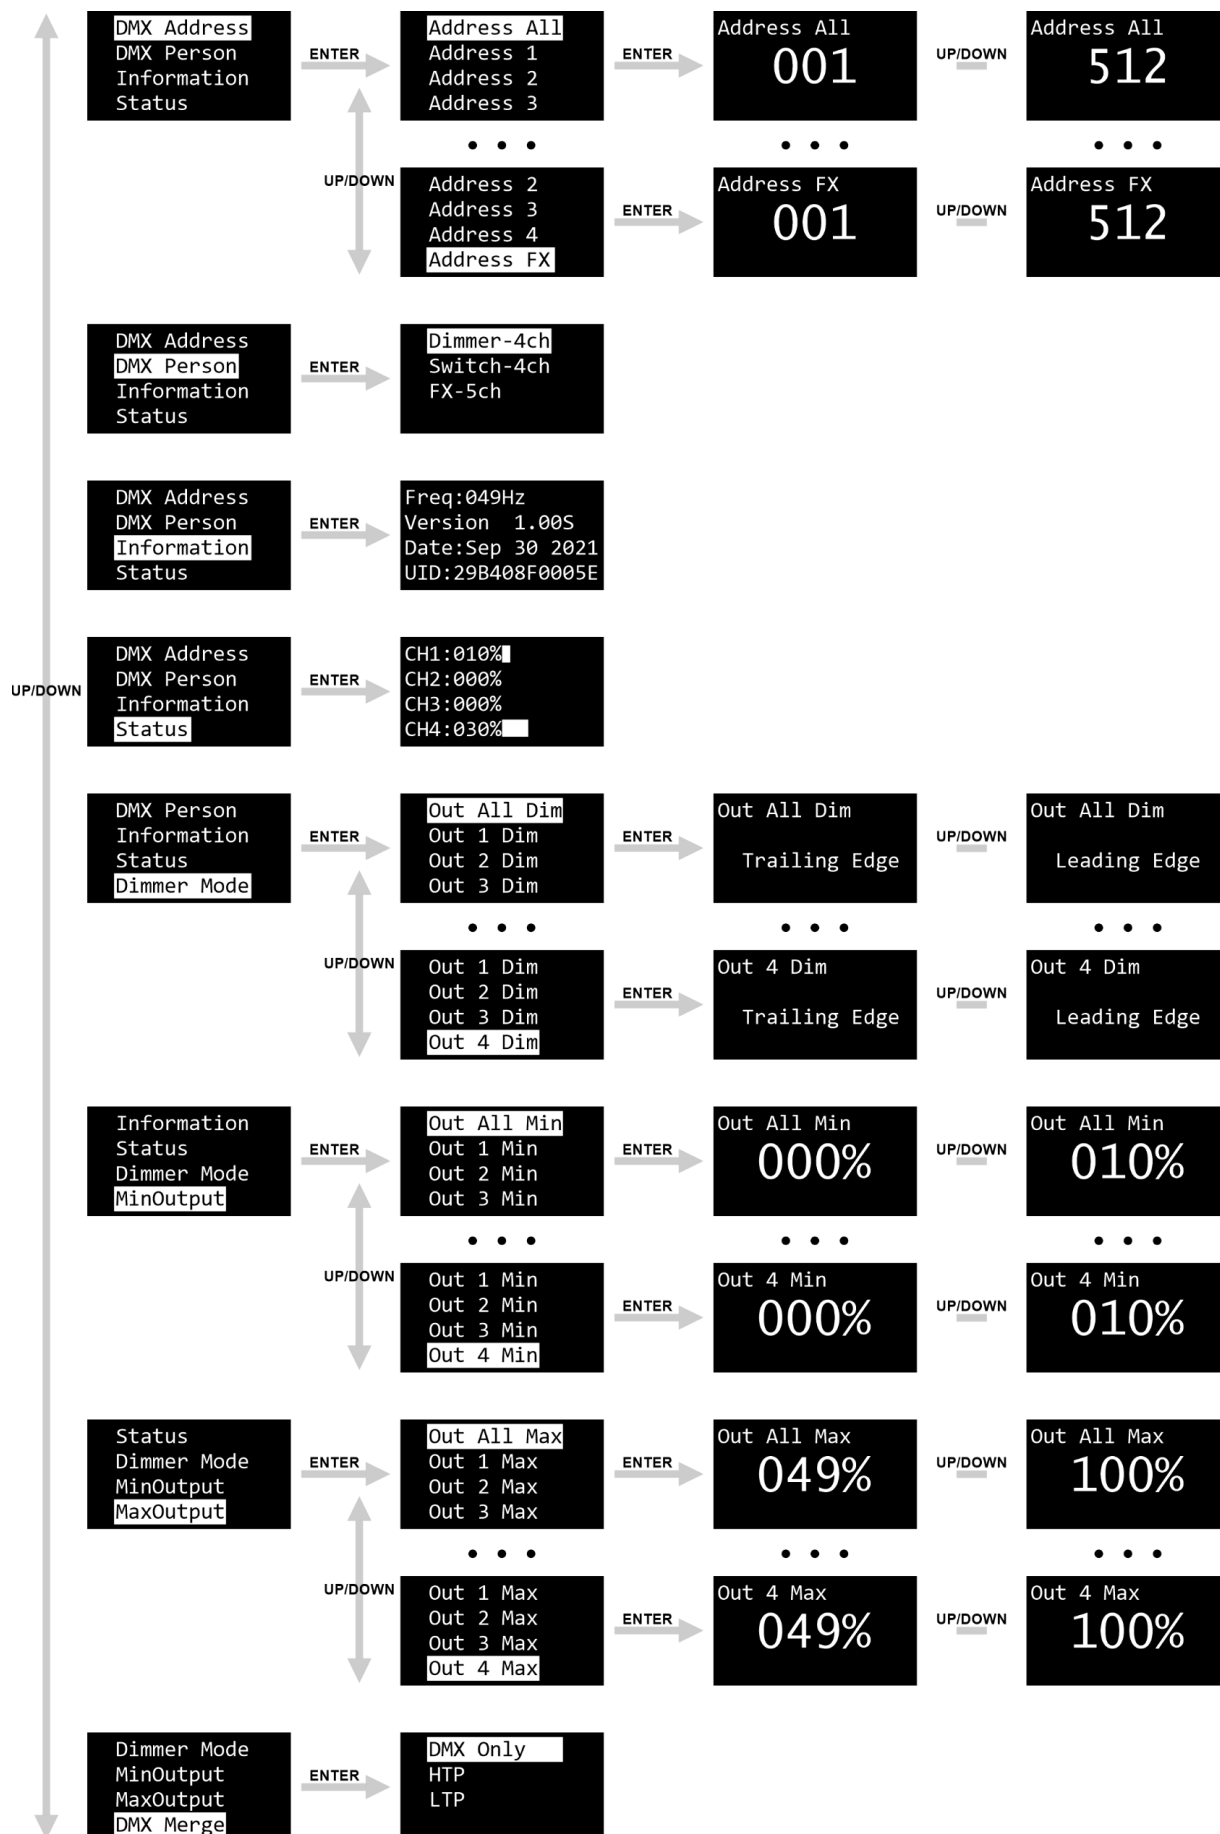 DMX Address
DMX Person
Information
Status
ENTER
Address All
Address 1
Address 2
Address 3
ENTER
Address All
001
UP/DOWN
Address All
512
• • •
• • •
• • •
UP/DOWN
Address 2
Address 3
Address 4
Address FX
ENTER
Address FX
001
UP/DOWN
Address FX
512
DMX Address
DMX Person
Information
Status
ENTER
Dimmer-4ch
Switch-4ch
FX-5ch
DMX Address
DMX Person
Information
Status
ENTER
Freq:049Hz
Version 1.00S
Date:Sep 30 2021
UID:29B408F0005E
UP/DOWN
DMX Address
DMX Person
Information
Status
ENTER
CH1:010%
CH2:000%
CH3:000%
CH4:030%
DMX Person
Information
Status
Dimmer Mode
ENTER
Out All Dim
Out 1 Dim
Out 2 Dim
Out 3 Dim
ENTER
Out All Dim
Trailing Edge
UP/DOWN
Out All Dim
Leading Edge
• • •
• • •
• • •
UP/DOWN
Out 1 Dim
Out 2 Dim
Out 3 Dim
Out 4 Dim
ENTER
Out 4 Dim
Trailing Edge
UP/DOWN
Out 4 Dim
Leading Edge
Information
Status
Dimmer Mode
MinOutput
ENTER
Out All Min
Out 1 Min
Out 2 Min
Out 3 Min
ENTER
Out All Min
000%
UP/DOWN
Out All Min
010%
• • •
• • •
• • •
UP/DOWN
Out 1 Min
Out 2 Min
Out 3 Min
Out 4 Min
ENTER
Out 4 Min
000%
UP/DOWN
Out 4 Min
010%
Status
Dimmer Mode
MinOutput
MaxOutput
ENTER
Out All Max
Out 1 Max
Out 2 Max
Out 3 Max
ENTER
Out All Max
049%
UP/DOWN
Out All Max
100%
• • •
• • •
• • •
UP/DOWN
Out 1 Max
Out 2 Max
Out 3 Max
Out 4 Max
ENTER
Out 4 Max
049%
UP/DOWN
Out 4 Max
100%
Dimmer Mode
MinOutput
MaxOutput
DMX Merge
ENTER
DMX Only
HTP
LTP